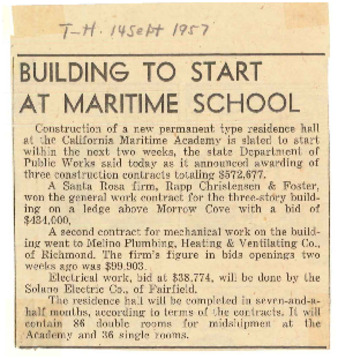 T-H. 14 Sept 1957
BUILDING TO START
AT MARITIME SCHOOL
Construction of a new permanent type residence hall
at the California Maritime Academy is slated to start
within the next two weeks, the state Department of
Public Works said today as it announced awarding of
three construction contracts totaling $572,677.
A Santa Rosa firm, Rapp Christensen & Foster,
won the general work contract for the three-story build-
ing on a ledge above Morrow Cove with a bid of
$434,000.
A second contract for mechanical work on the build-
ing went to Melino Plumbing, Heating & Ventilating Co.,
of Richmond. The firm's figure in bids openings two
weeks ago was $99,903.
Electrical work, bid at $38,774, will be done by the
Solano Electric Co., of Fairfield.
The residence hall will be completed in seven-and-a-
half months, according to terms of the contracts. It will
contain 86 double rooms for midshipmen at the
Academy and 36 single rooms.